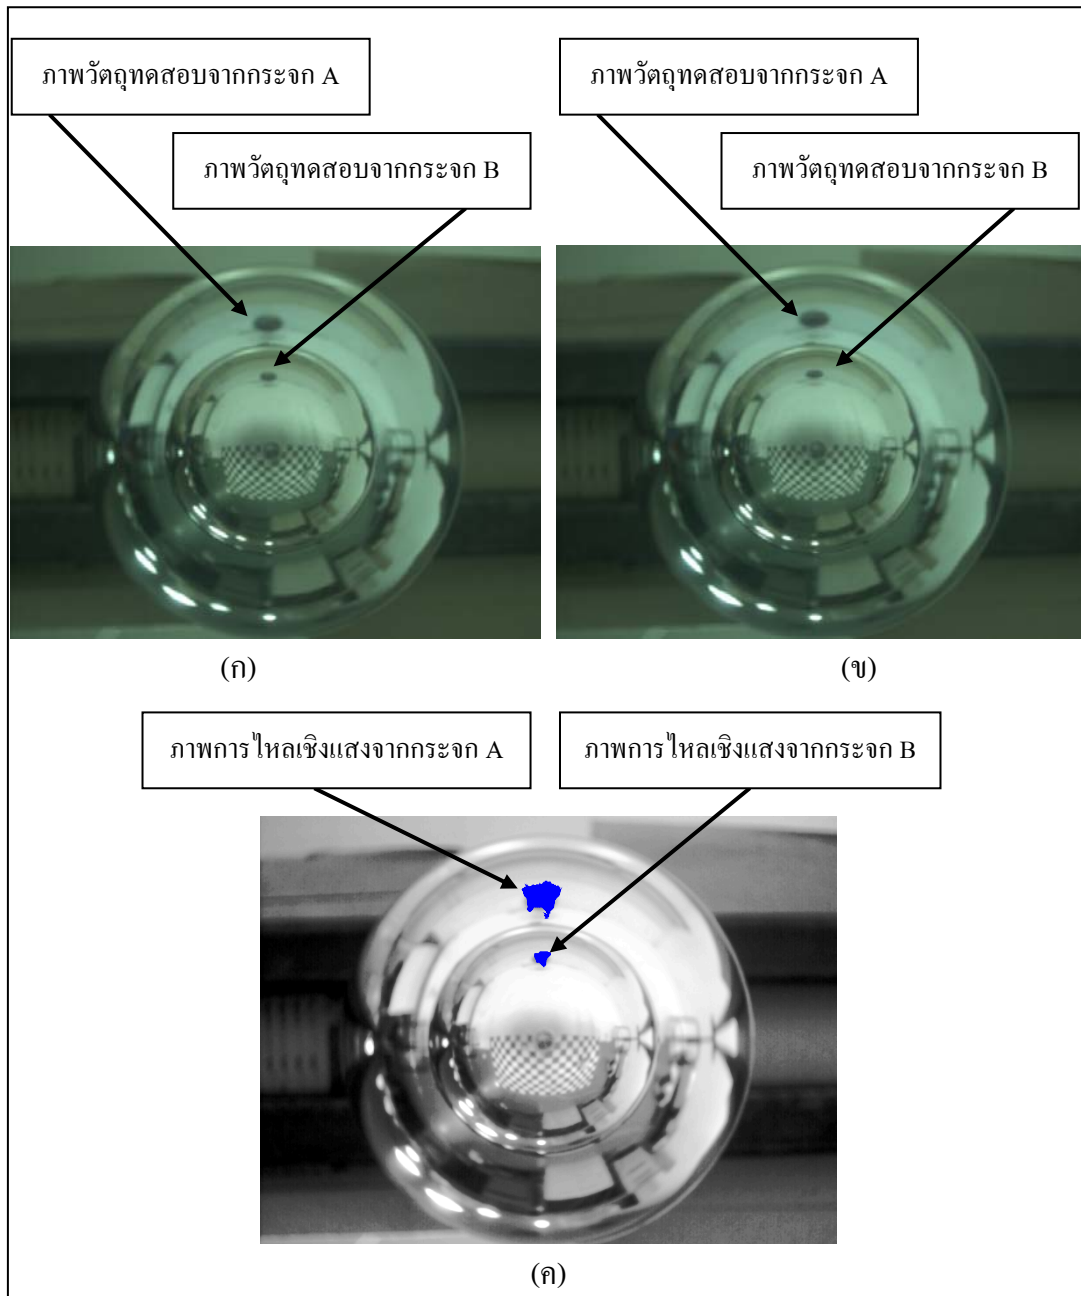 ภาพวัตถุทดสอบจากกระจก A
ภาพวัตถุทดสอบจากกระจก A
ภาพวัตถุทดสอบจากกระจก B
ภาพวัตถุทดสอบจากกระจก B
(ก)
(ข)
ภาพการไหลเชิงแสงจากกระจก A
ภาพการไหลเชิงแสงจากกระจก B
(ค)